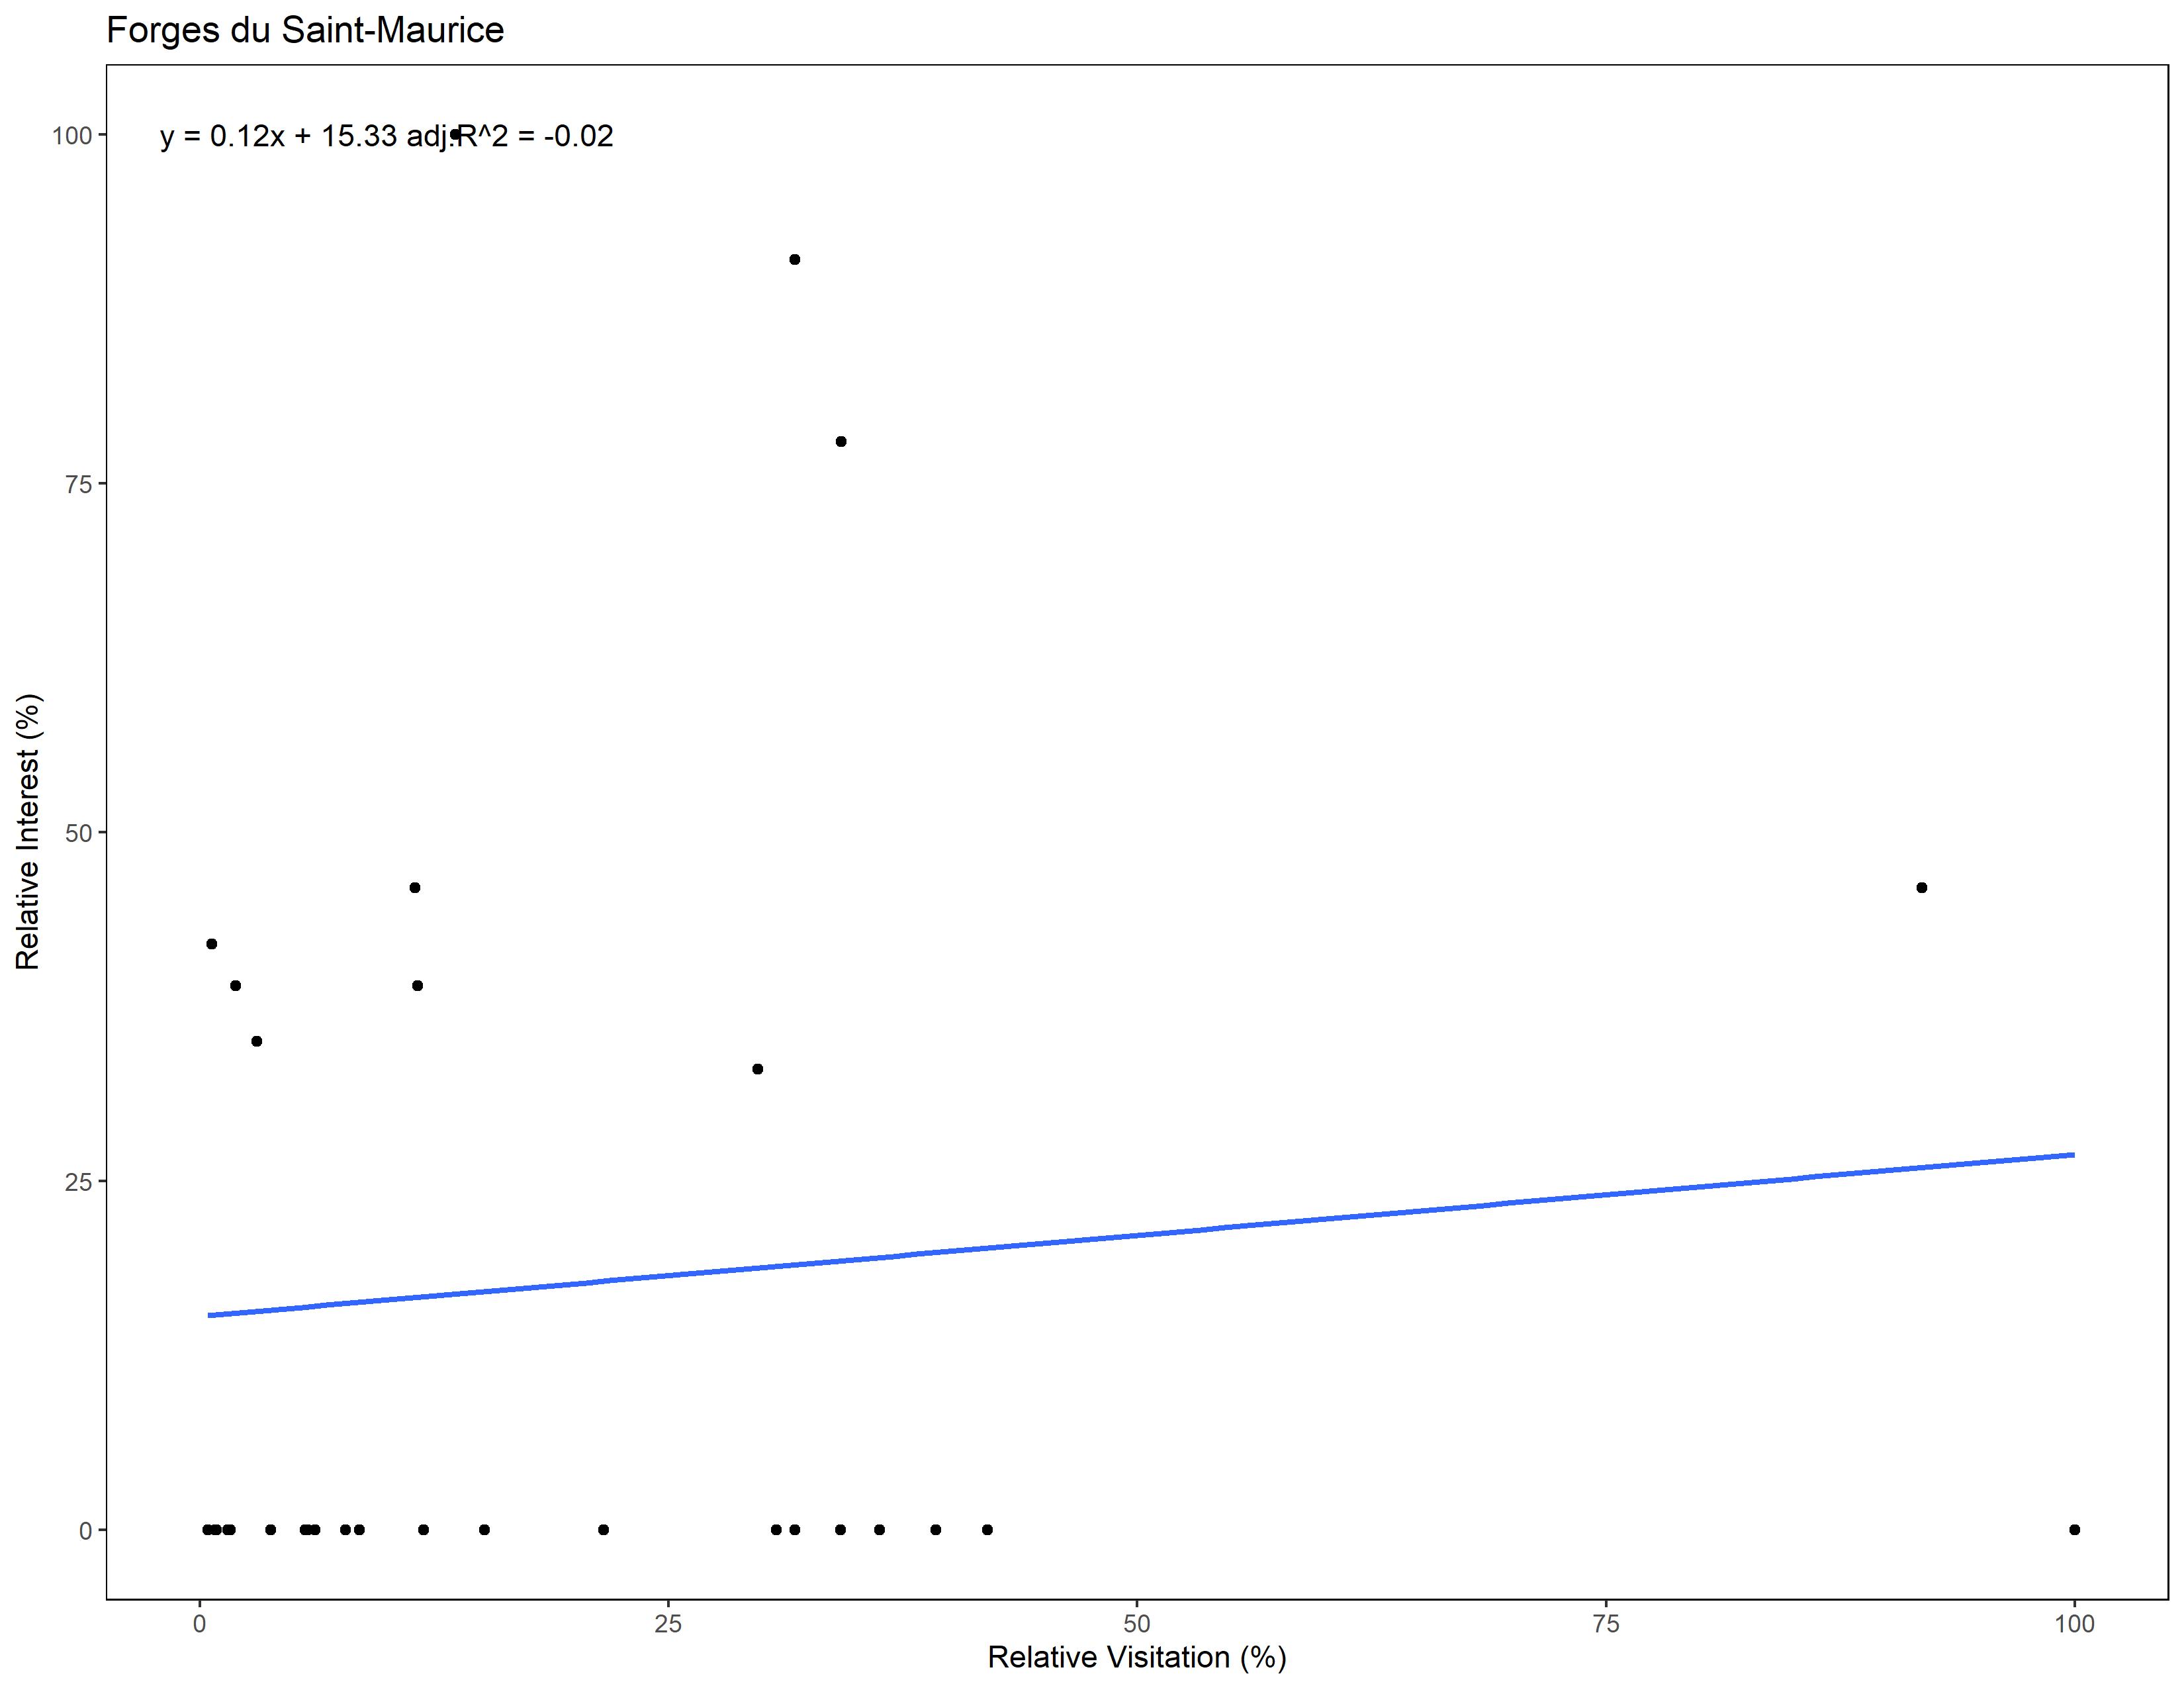 Forges du Saint-Maurice
y = 0.12x + 15.33 adj.R^2 = -0.02
100
75
50
25
0
Relative Interest (%)
0 25 50 75 100
Relative Visitation (%)